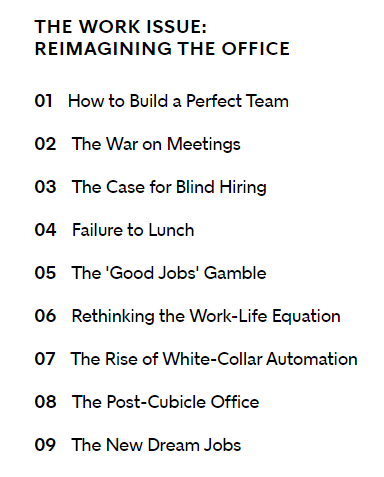 THE WORK ISSUE:
REIMAGINING THE OFFICE
01 How to Build a Perfect Team
02 The War on Meetings
03 The Case for Blind Hiring
04 Failure to Lunch
05 The 'Good Jobs' Gamble
06 Rethinking the Work-Life Equation
07 The Rise of White-Collar Automation
08 The Post-Cubicle Office
09 The New Dream Jobs